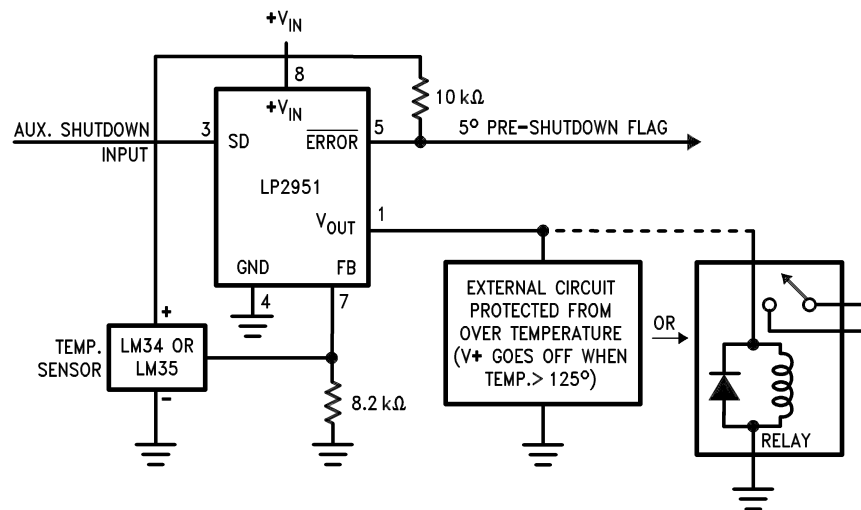 +VIN
8
10 kΩ
+VIN
AUX. SHUTDOWN
INPUT
3
SD
ERROR
5
5° PRE-SHUTDOWN FLAG
LP2951
VOUT
1
GND
FB
4
7
+
TEMP.
SENSOR
LM34 OR
LM35
-
8.2 kΩ
EXTERNAL CIRCUIT
PROTECTED FROM
OVER TEMPERATURE
(V+ GOES OFF WHEN
TEMP.> 125°)
OR
RELAY